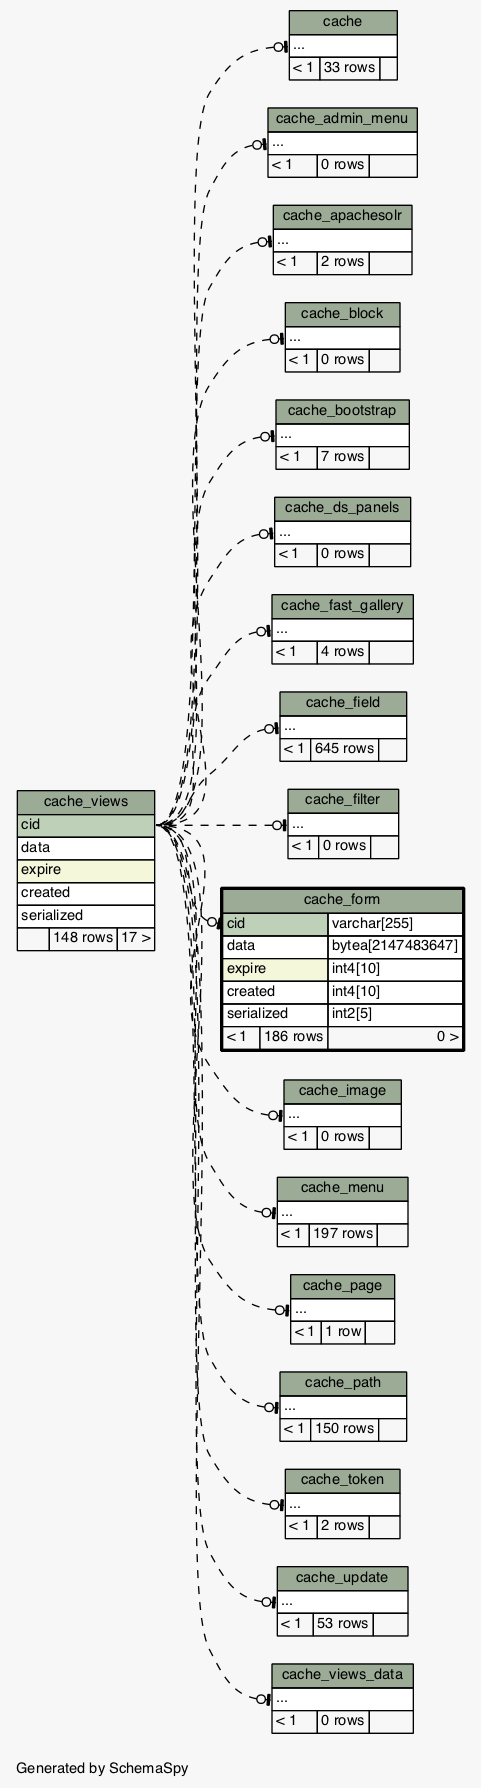 cache
...
< 1 33 rows
cache_admin_menu
...
< 1 0 rows
cache_apachesolr
...
< 1 2 rows
cache_block
...
< 1 0 rows
cache_bootstrap
...
< 1 7 rows
cache_ds_panels
...
< 1 0 rows
cache_fast_gallery
...
< 1 4 rows
cache_field
...
< 1 645 rows
cache_views
cid
data
expire
created
serialized
148 rows 17 >
cache_filter
...
< 1 0 rows
cache_form
cid varchar[255]
data bytea[2147483647]
expire int4[10]
created int4[10]
serialized int2[5]
< 1 186 rows 0 >
cache_image
...
< 1 0 rows
cache_menu
...
< 1 197 rows
cache_page
...
< 1 1 row
cache_path
...
< 1 150 rows
cache_token
...
< 1 2 rows
cache_update
...
< 1 53 rows
cache_views_data
...
< 1 0 rows
Generated by SchemaSpy